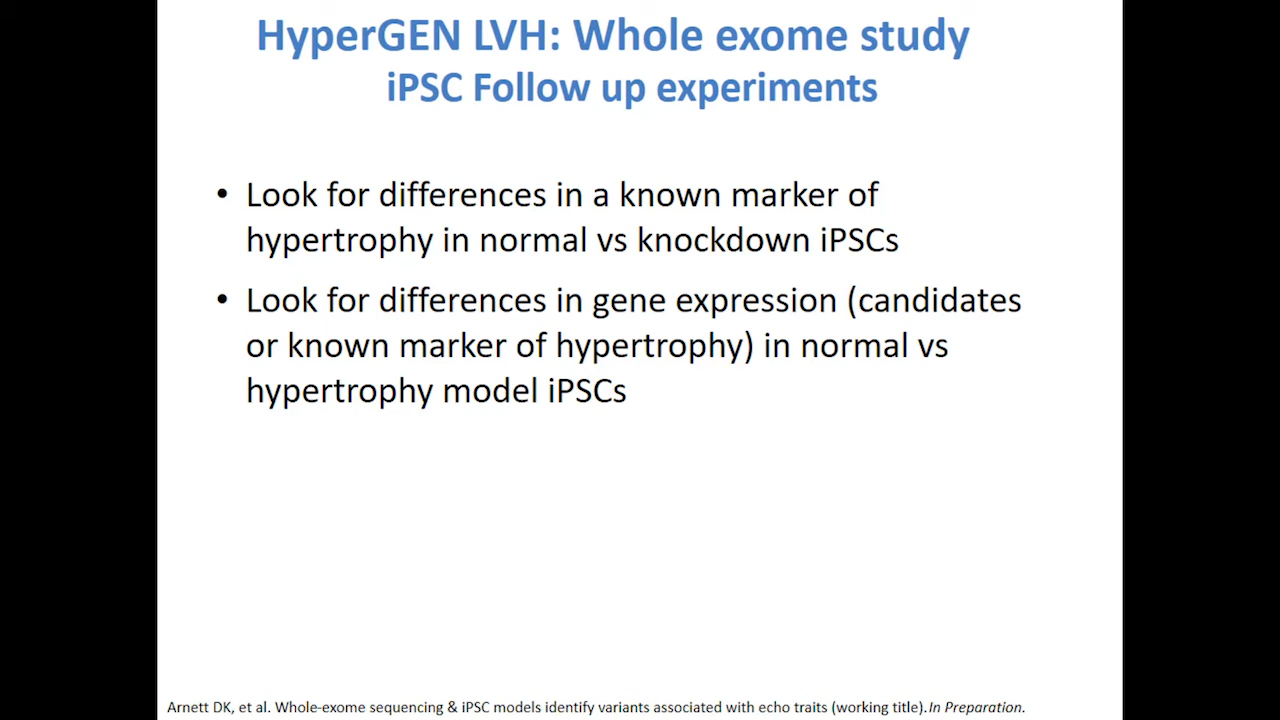 HyperGEN LVH: Whole exome study
iPSC Follow up experiments
• Look for differences in a known marker of
hypertrophy in normal vs knockdown iPSCs
• Look for differences in gene expression (candidates
or known marker of hypertrophy) in normal vs
hypertrophy model iPSCs
Arnett DK, et al. Whole-exome sequencing & iPSC models identify variants associated with echo traits (working title). In Preparation.